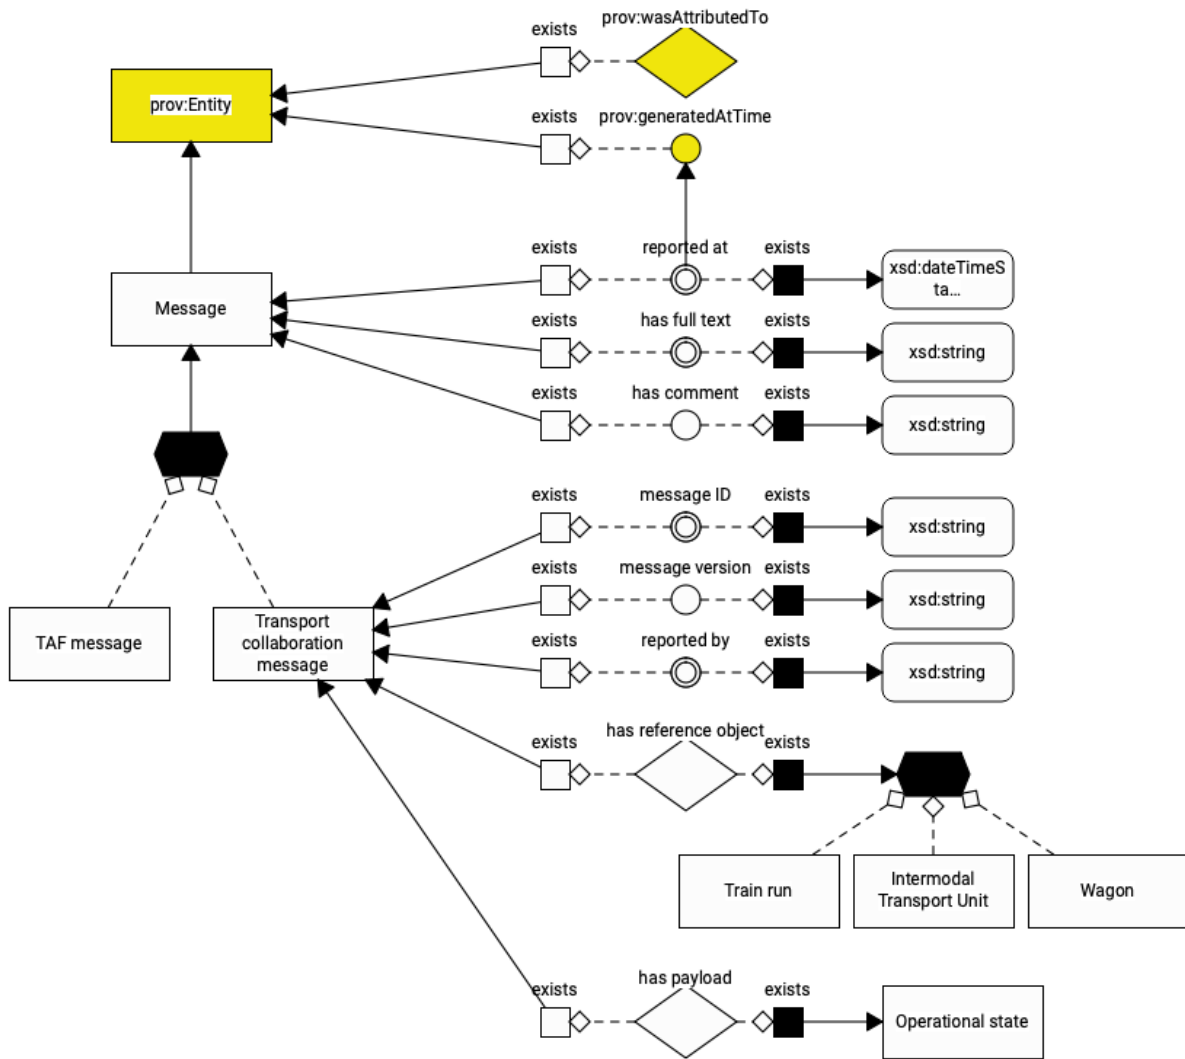 prov:wasAttributedTo
exists
prov:Entity
exists
prov:generatedAtTime
exists
reported at
exists
xsd:dateTimeS
ta…
Message
exists
has full text
exists
xsd:string
exists
has comment
exists
xsd:string
exists
message ID
exists
xsd:string
exists
message version
exists
xsd:string
TAF message
Transport
collaboration
message
exists
reported by
exists
xsd:string
exists
has reference object
exists
Train run
Intermodal
Transport Unit
Wagon
exists
has payload
exists
Operational state